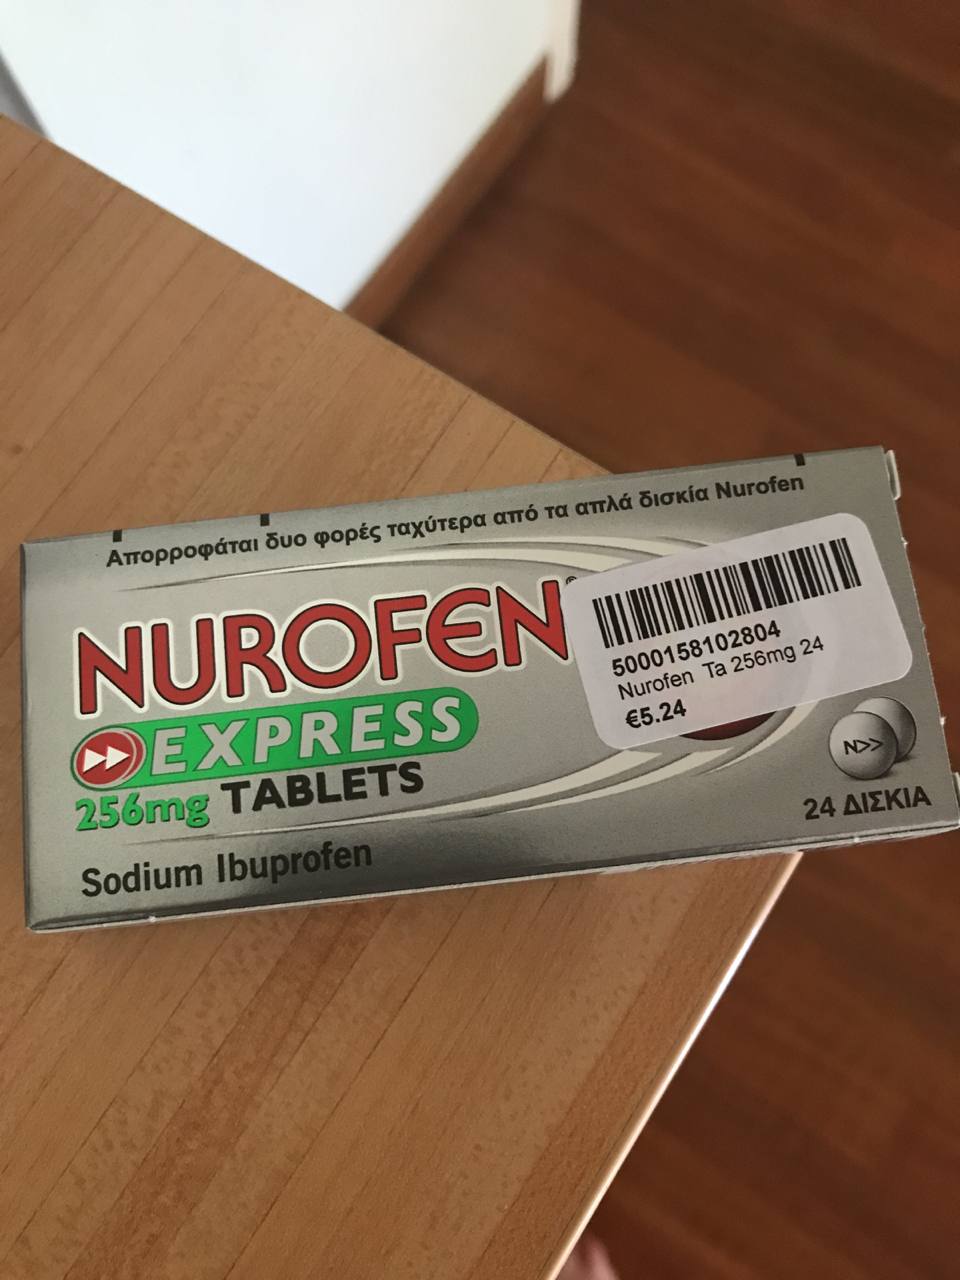 Απορροφάται δυο φορές ταχύτερα από τα απλά δισκία Nurofen
NUROFEN®
EXPRESS
256mg TABLETS
Sodium Ibuprofen
5000158102804
Nurofen Ta 256mg 24
€5.24
N>>
24 ΔΙΣΚΙΑ